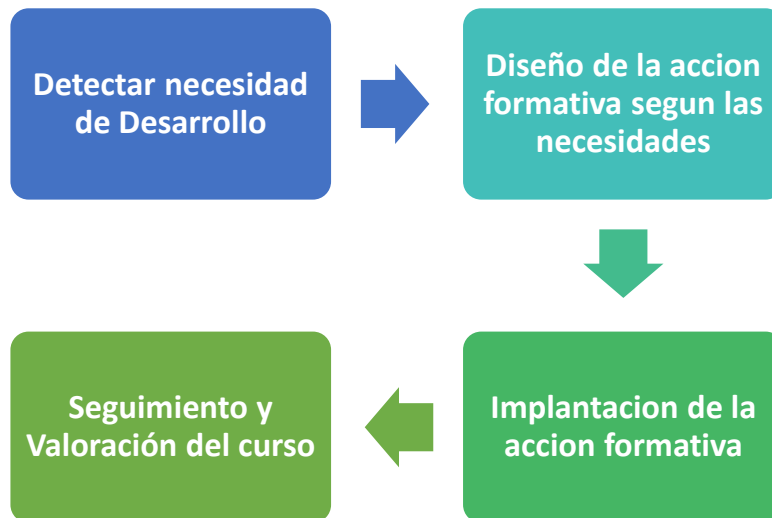 Detectar necesidad
de Desarrollo
Diseño de la accion
formativa segun las
necesidades
Implantacion de la
accion formativa
Seguimiento y
Valoración del curso